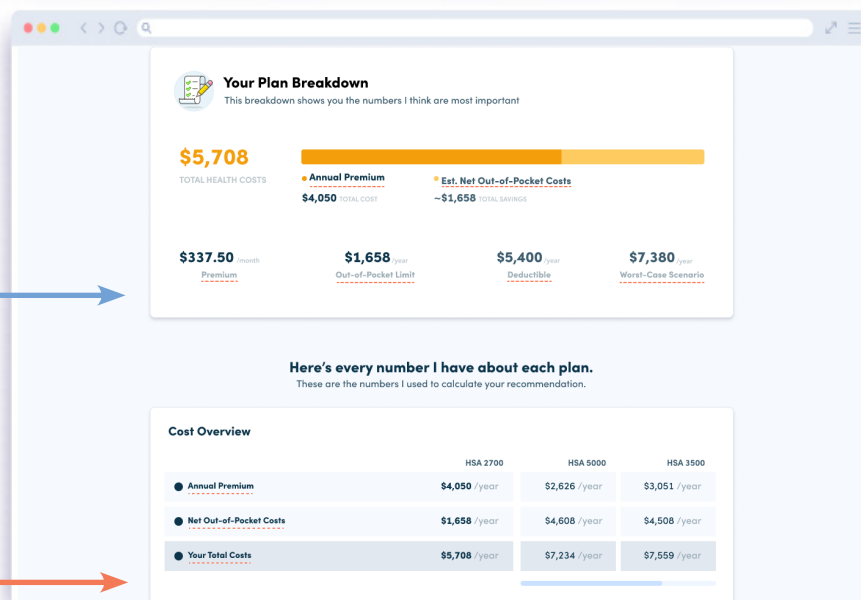 Your Plan Breakdown
This breakdown shows you the numbers I think are most important
$5,708
TOTAL HEALTH COSTS
Annual Premium
$4,050 TOTAL COST
Est. Net Out-of-Pocket Costs
~$1,658 TOTAL SAVINGS
$337.50 /month
Premium
$1,658 /year
Out-of-Pocket Limit
$5,400 /year
Deductible
$7,380 /year
Worst-Case Scenario
Here's every number I have about each plan.
These are the numbers I used to calculate your recommendation.
Cost Overview
HSA 2700 HSA 5000 HSA 3500
Annual Premium $4,050 /year $2,626 /year $3,051 /year
Net Out-of-Pocket Costs $1,658 /year $4,608 /year $4,508 /year
Your Total Costs $5,708 /year $7,234 /year $7,559 /year